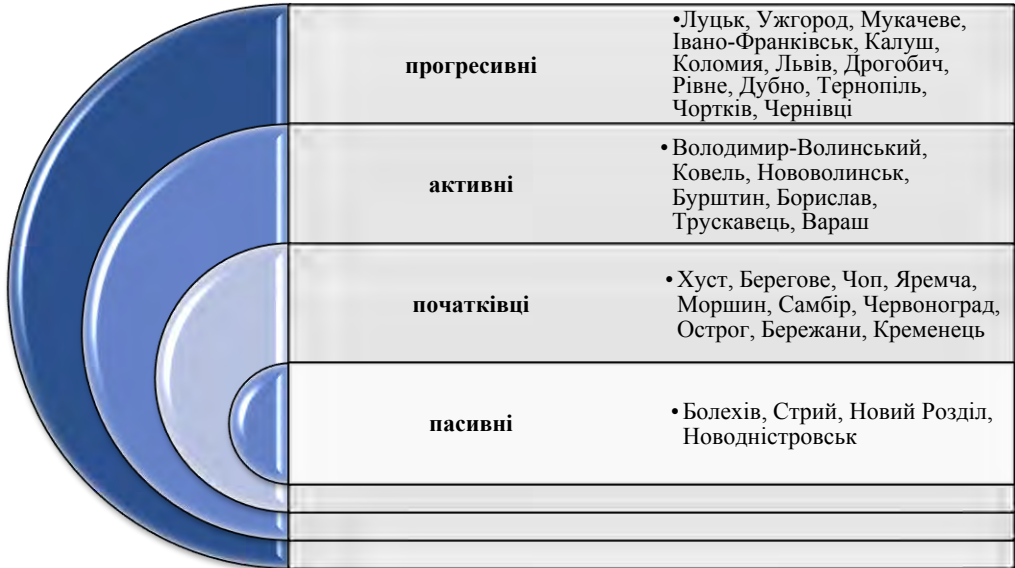 прогресивні
•Луцьк, Ужгород, Мукачеве,
Івано-Франківськ, Калуш,
Коломия, Львів, Дрогобич,
Рівне, Дубно, Тернопіль,
Чортків, Чернівці
активні
•Володимир-Волинський,
Ковель, Нововолинськ,
Бурштин, Борислав,
Трускавець, Вараш
початківці
•Хуст, Берегове, Чоп, Яремча,
Моршин, Самбір, Червоноград,
Острог, Бережани, Кременець
пасивні
•Болехів, Стрий, Новий Розділ,
Новодністровськ